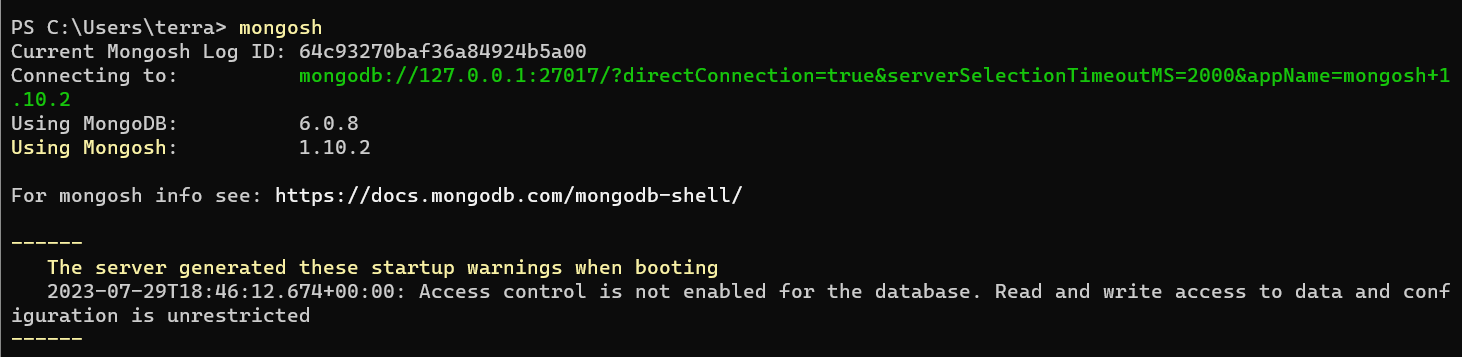 PS C:\Users\terra> mongosh
Current Mongosh Log ID: 64c93270baf36a84924b5a00
Connecting to:          mongodb://127.0.0.1:27017/?directConnection=true&serverSelectionTimeoutMS=2000&appName=mongosh+1
.10.2
Using MongoDB:          6.0.8
Using Mongosh:          1.10.2
For mongosh info see: https://docs.mongodb.com/mongodb-shell/
------
   The server generated these startup warnings when booting
   2023-07-29T18:46:12.674+00:00: Access control is not enabled for the database. Read and write access to data and conf
iguration is unrestricted
------